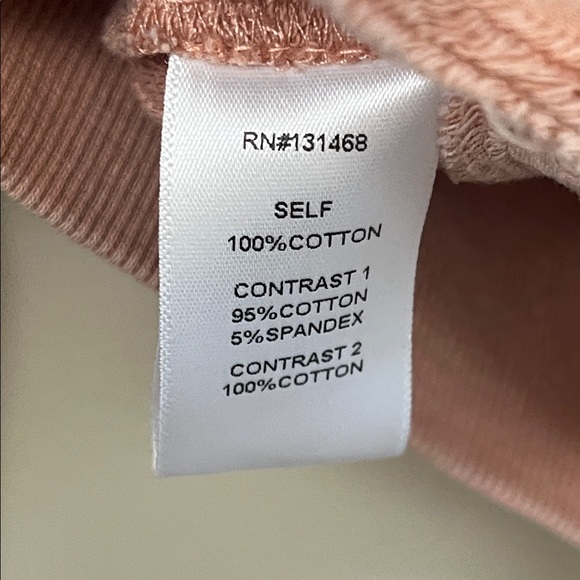 RN#131468
SELF
100%COTTON
CONTRAST 1
95%COTTON
5%SPANDEX
CONTRAST 2
100%COTTON